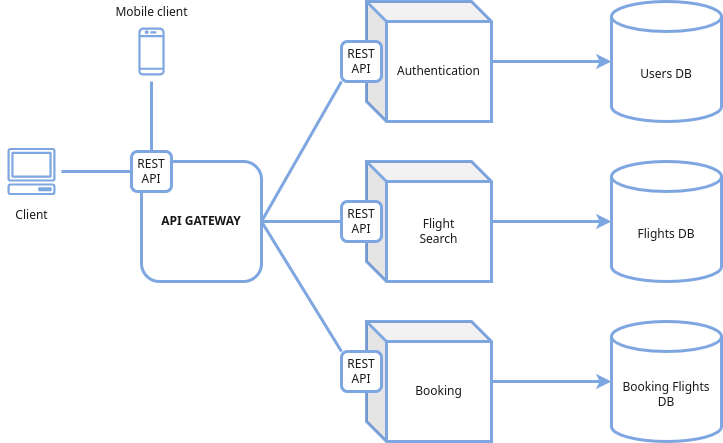 Mobile client
REST
API
Authentication
Users DB
REST
API
Client
API GATEWAY
REST
API
Flight
Search
Flights DB
REST
API
Booking
Booking Flights
DB